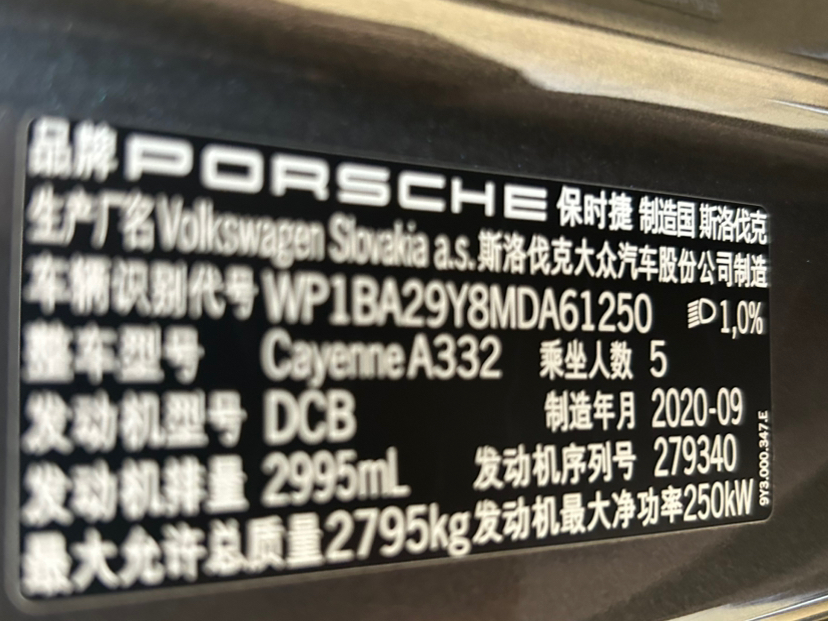 品牌 PORSCHE 保时捷 制造国 斯洛伐克
生产厂名 Volkswagen Slovakia a.s. 斯洛伐克大众汽车股份公司制造
车辆识别代号 WP1BA29Y8MDA61250 1,0%
整车型号 Cayenne A332 乘坐人数 5
发动机型号 DCB 制造年月 2020-09
发动机排量 2995mL 发动机序列号 279340
最大允许总质量 2795kg 发动机最大净功率 250kW
9Y3.000.347.E